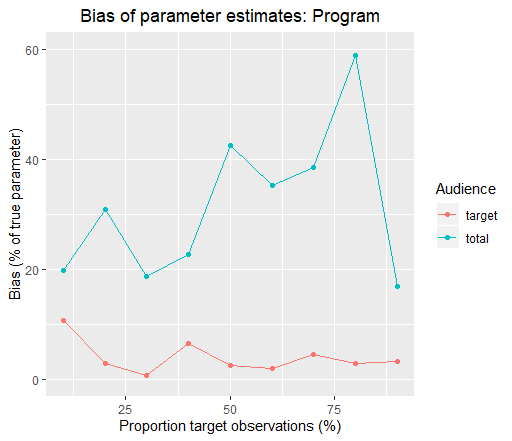 Bias of parameter estimates: Program
Bias (% of true parameter)
60
40
20
0
25
50
75
Proportion target observations (%)
Audience
target
total